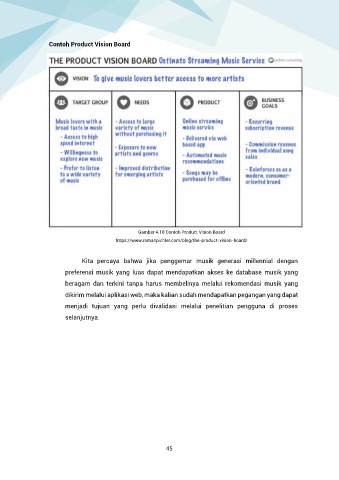 Contoh Product Vision Board
THE PRODUCT VISION BOARD Ostinato Streaming Music Service
VISION To give music lovers better access to more artists
TARGET GROUP
Music lovers with a
broad taste in music
- Access to high
speed internet
- Willingness to
explore new music
- Prefer to listen
to a wide variety
of music
NEEDS
- Access to large
variety of music
without purchasing it
- Exposure to new
artists and genres
- Improved distribution
for emerging artists
PRODUCT
Online streaming
music service
- Delivered via web
based app
- Automated music
recommendations
- Songs may be
purchased for offline
BUSINESS
GOALS
- Recurring
subscription revenue
- Commission revenue
from individual song
sales
- Reinforces us as a
modern, consumer-
oriented brand
Gambar 4.10 Contoh Product Vision Board
https://www.romanpichler.com/blog/the-product-vision-board/
Kita percaya bahwa jika penggemar musik generasi millennial dengan
preferensi musik yang luas dapat mendapatkan akses ke database musik yang
beragam dan terkini tanpa harus membelinya melalui rekomendasi musik yang
dikirim melalui aplikasi web, maka kalian sudah mendapatkan pegangan yang dapat
menjadi tujuan yang perlu divalidasi melalui penelitian pengguna di proses
selanjutnya.
45